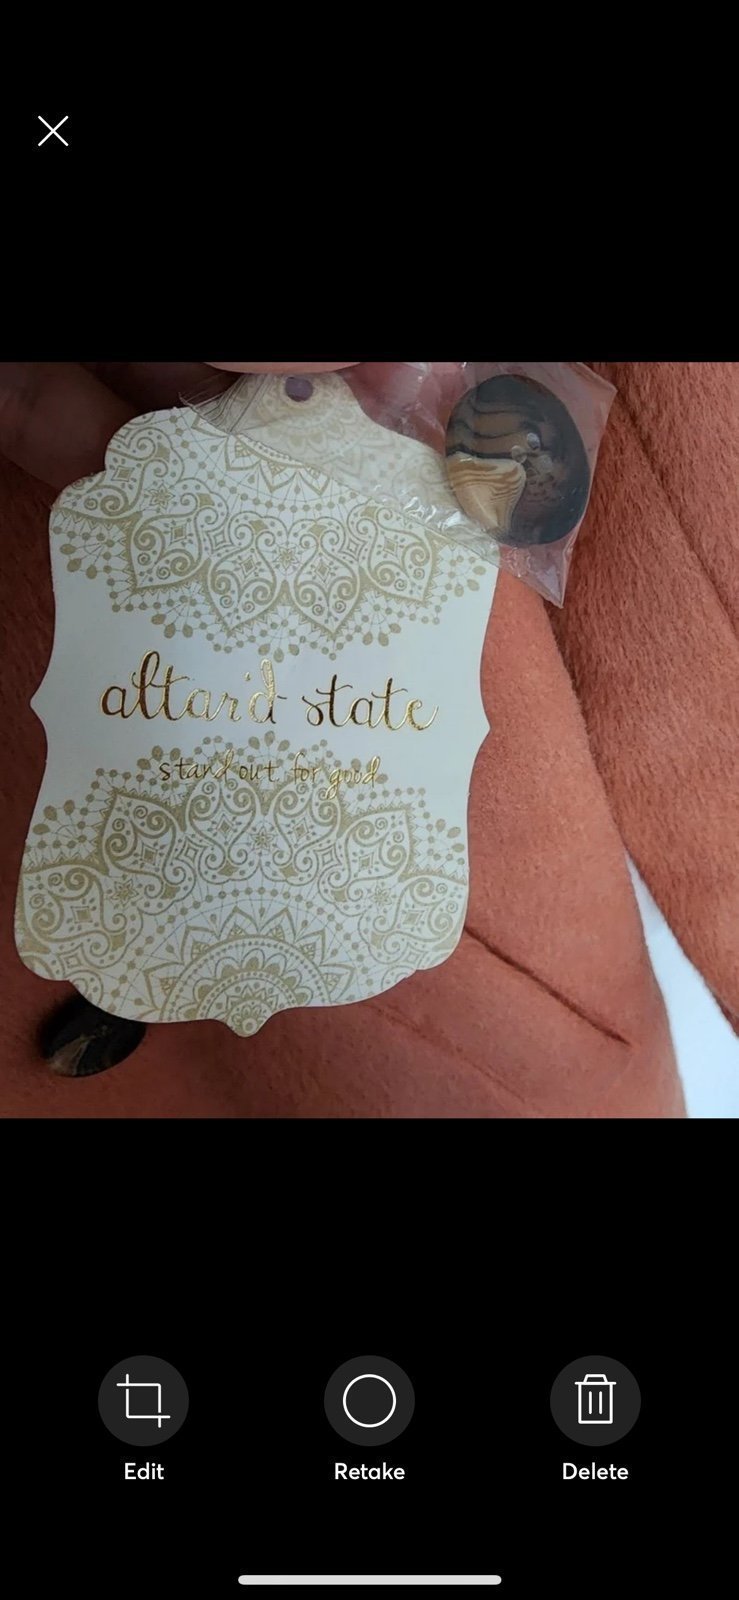 altar'd state
stand out. for good.
Edit
Retake
Delete